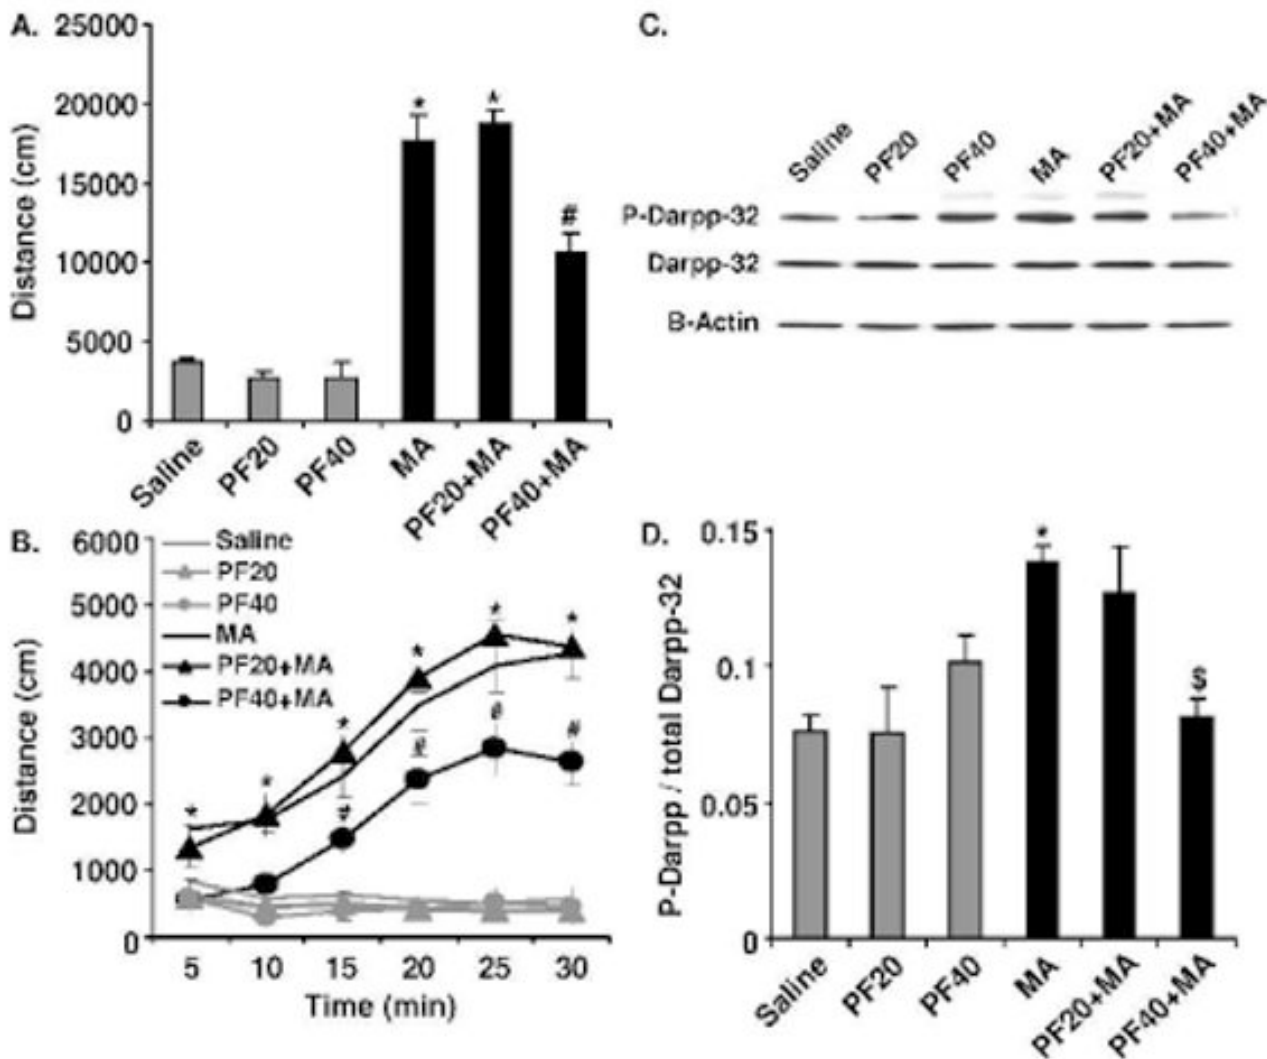 A.
25000
20000
15000
10000
5000
0
Distance (cm)
*
*
#
Saline
PF20
PF40
MA
PF20+MA
PF40+MA
B.
6000
5000
4000
3000
2000
1000
0
Distance (cm)
Saline
PF20
PF40
MA
PF20+MA
PF40+MA
*
*
*
*
*
*
#
5
10
15
20
25
30
Time (min)
C.
Saline
PF20
PF40
MA
PF20+MA
PF40+MA
P-Darpp-32
Darpp-32
B-Actin
D.
0.15
0.1
0.05
0
P-Darpp / total Darpp-32
*
$
Saline
PF20
PF40
MA
PF20+MA
PF40+MA